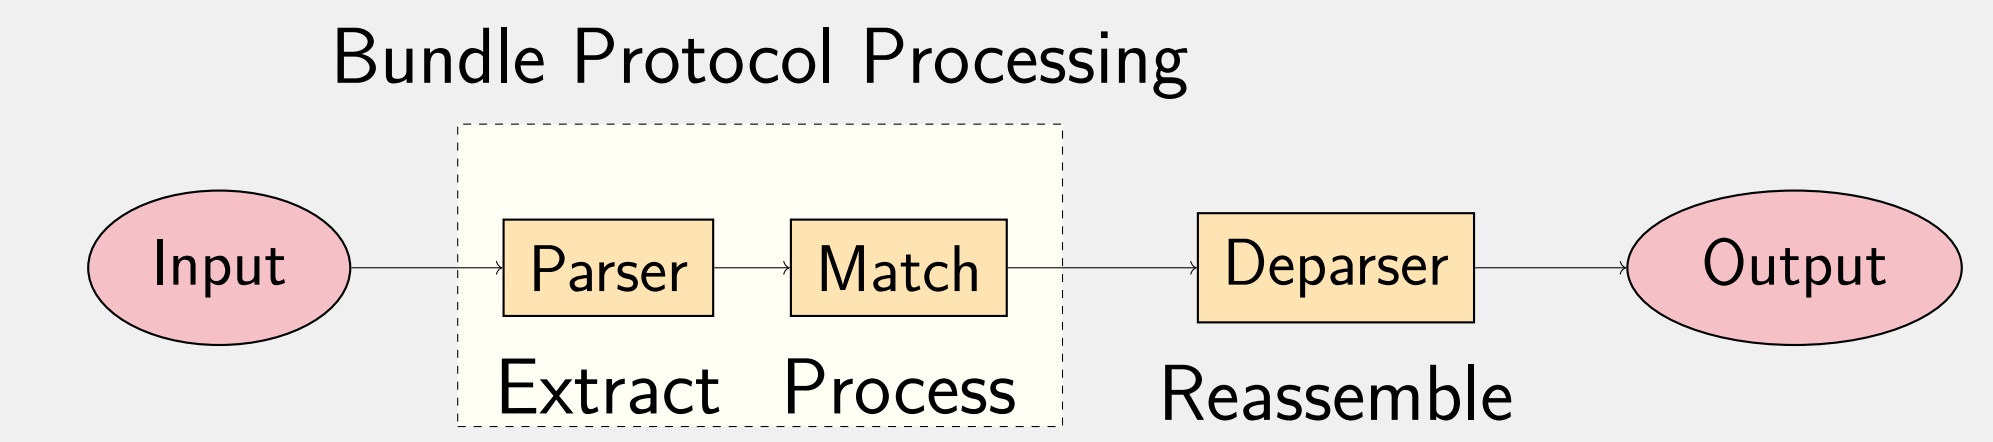 Bundle Protocol Processing
Input
Parser
Match
Deparser
Output
Extract
Process
Reassemble